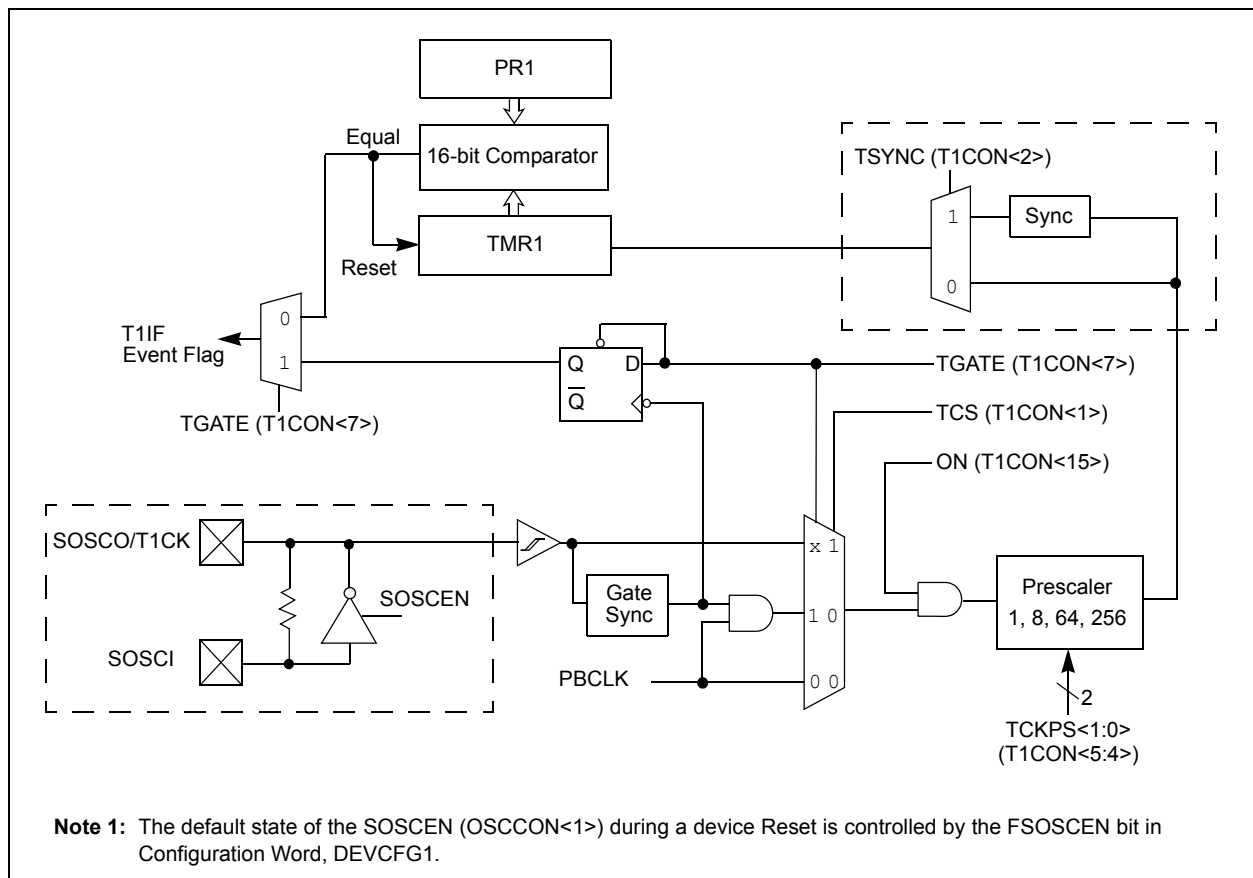 PR1
Equal
16-bit Comparator
TSYNC (T1CON<2>)
1
Sync
TMR1
Reset
0
0
T1IF
Event Flag
1
Q
D
TGATE (T1CON<7>)
Q
TGATE (T1CON<7>)
TCS (T1CON<1>)
ON (T1CON<15>)
SOSCO/T1CK
x 1
SOSCEN
Gate
Sync
1 0
Prescaler
1, 8, 64, 256
SOSCI
PBCLK
0 0
2
TCKPS<1:0>
(T1CON<5:4>)
Note 1: The default state of the SOSCEN (OSCCON<1>) during a device Reset is controlled by the FSOSCEN bit in
Configuration Word, DEVCFG1.